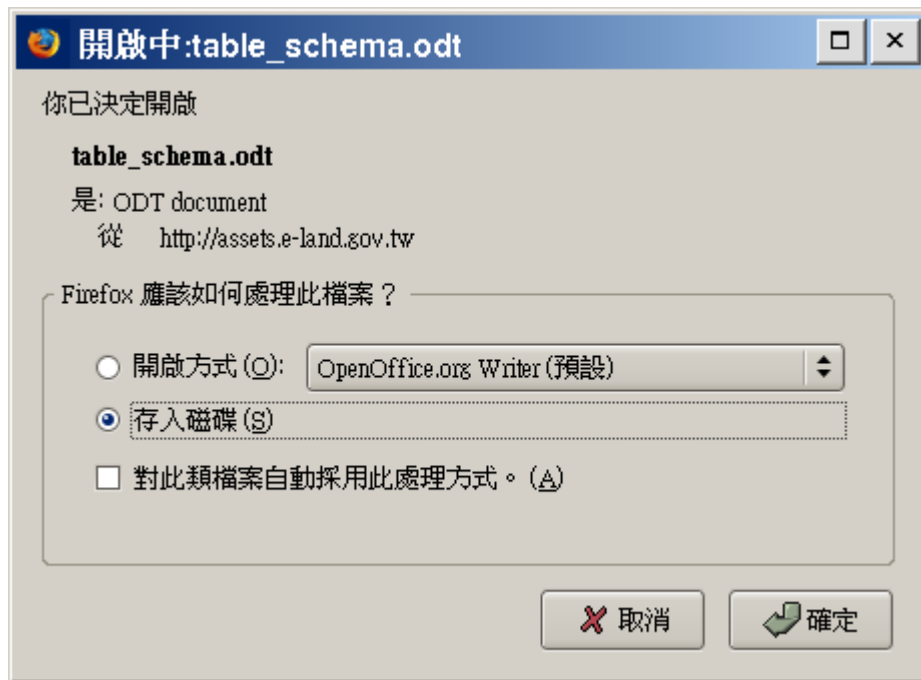 開啟中:table_schema.odt
你已決定開啟
table_schema.odt
是: ODT document
從 http://assets.e-land.gov.tw
Firefox 應該如何處理此檔案？
開啟方式(O): OpenOffice.org Writer (預設)
存入磁碟(S)
對此類檔案自動採用此處理方式。(A)
取消 確定